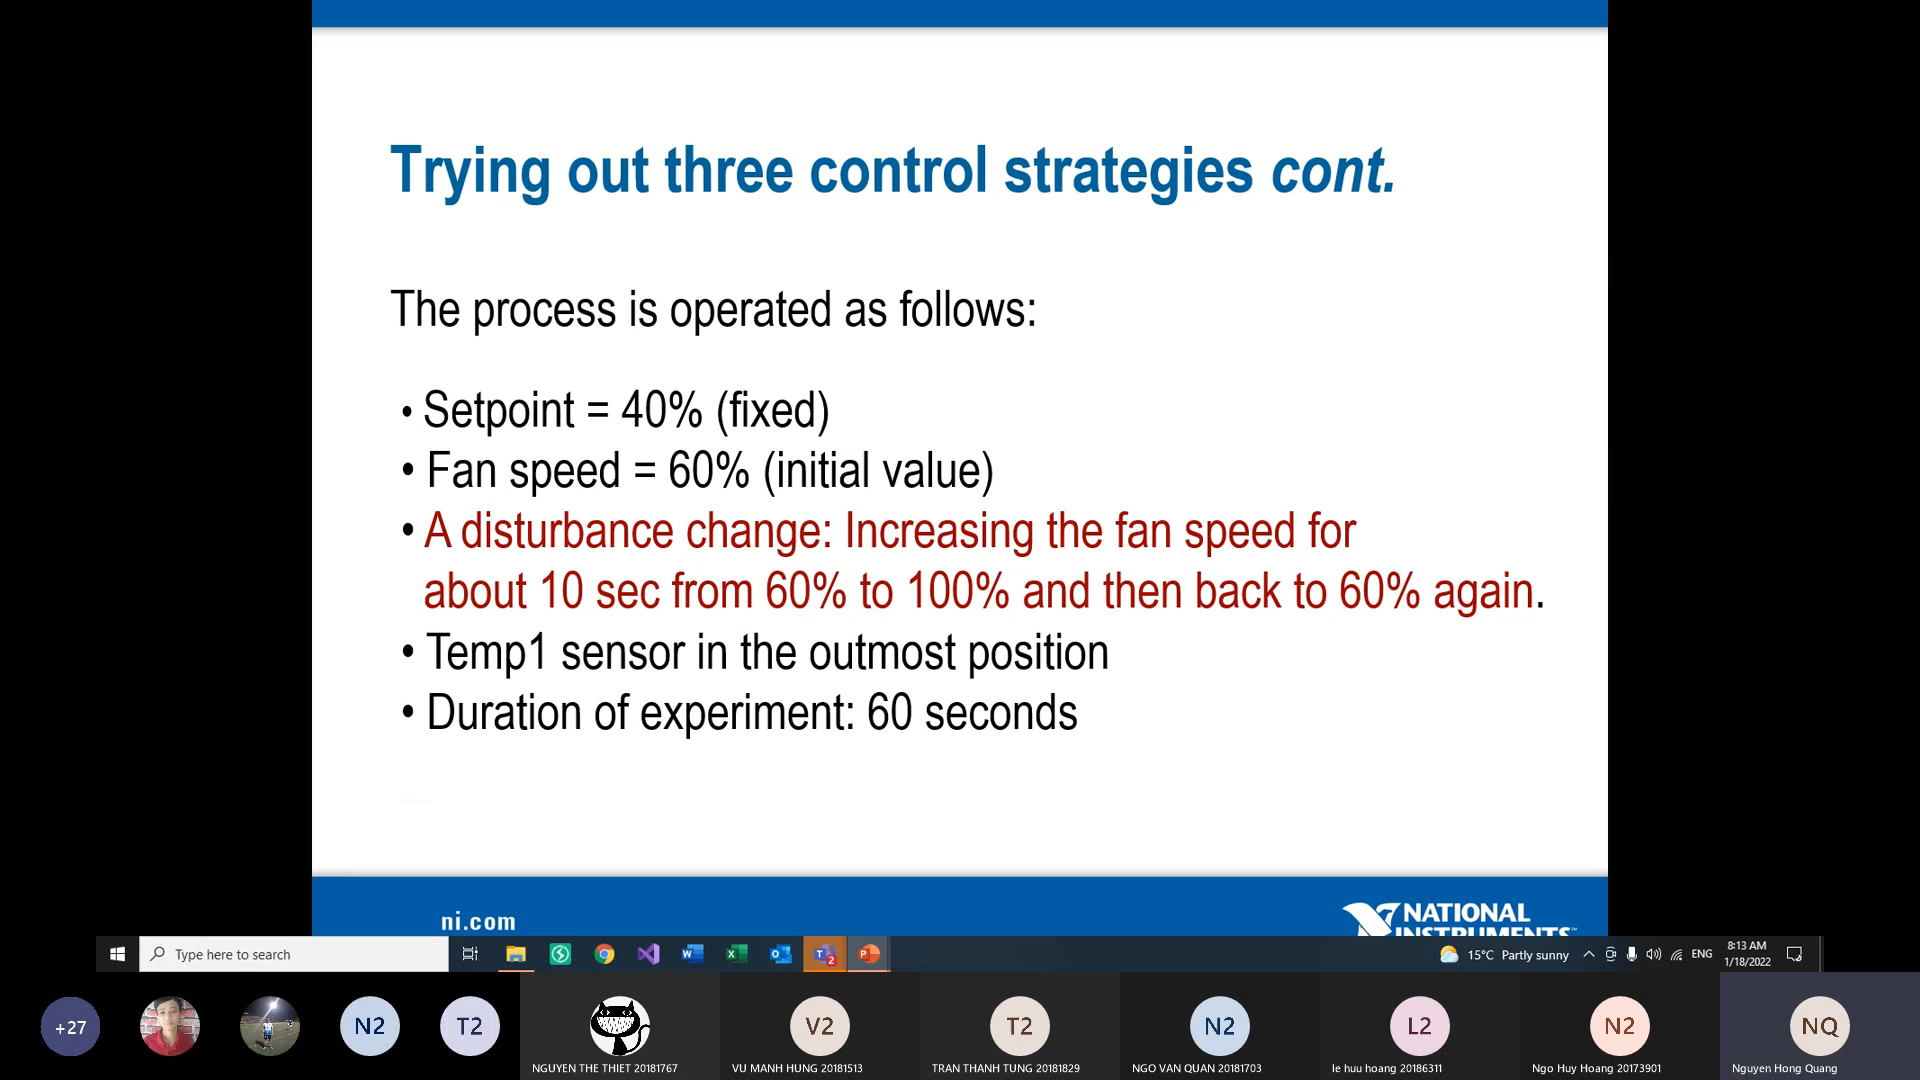 Trying out three control strategies cont.
The process is operated as follows:
• Setpoint = 40% (fixed)
• Fan speed = 60% (initial value)
• A disturbance change: Increasing the fan speed for
about 10 sec from 60% to 100% and then back to 60% again.
• Temp1 sensor in the outmost position
• Duration of experiment: 60 seconds
ni.com
NATIONAL
INSTRUMENTS™
Type here to search
2
15°C Partly sunny
ENG
8:13 AM
1/18/2022
+27
N2
T2
V2
T2
N2
L2
N2
NQ
NGUYEN THE THIET 20181767
VU MANH HUNG 20181513
TRAN THANH TUNG 20181829
NGO VAN QUAN 20181703
le huu hoang 20186311
Ngo Huy Hoang 20173901
Nguyen Hong Quang